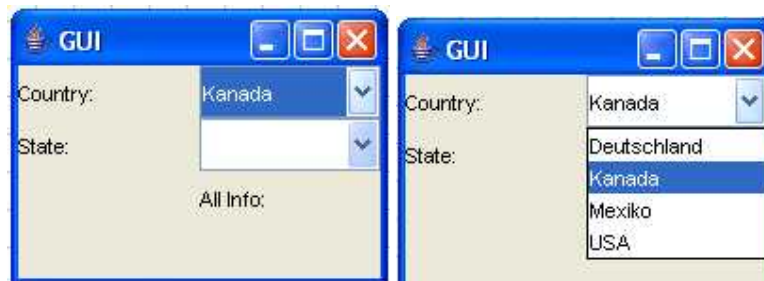 GUI
Country: Kanada
State:
All Info:
GUI
Country: Kanada
State:
Deutschland
Kanada
Mexiko
USA